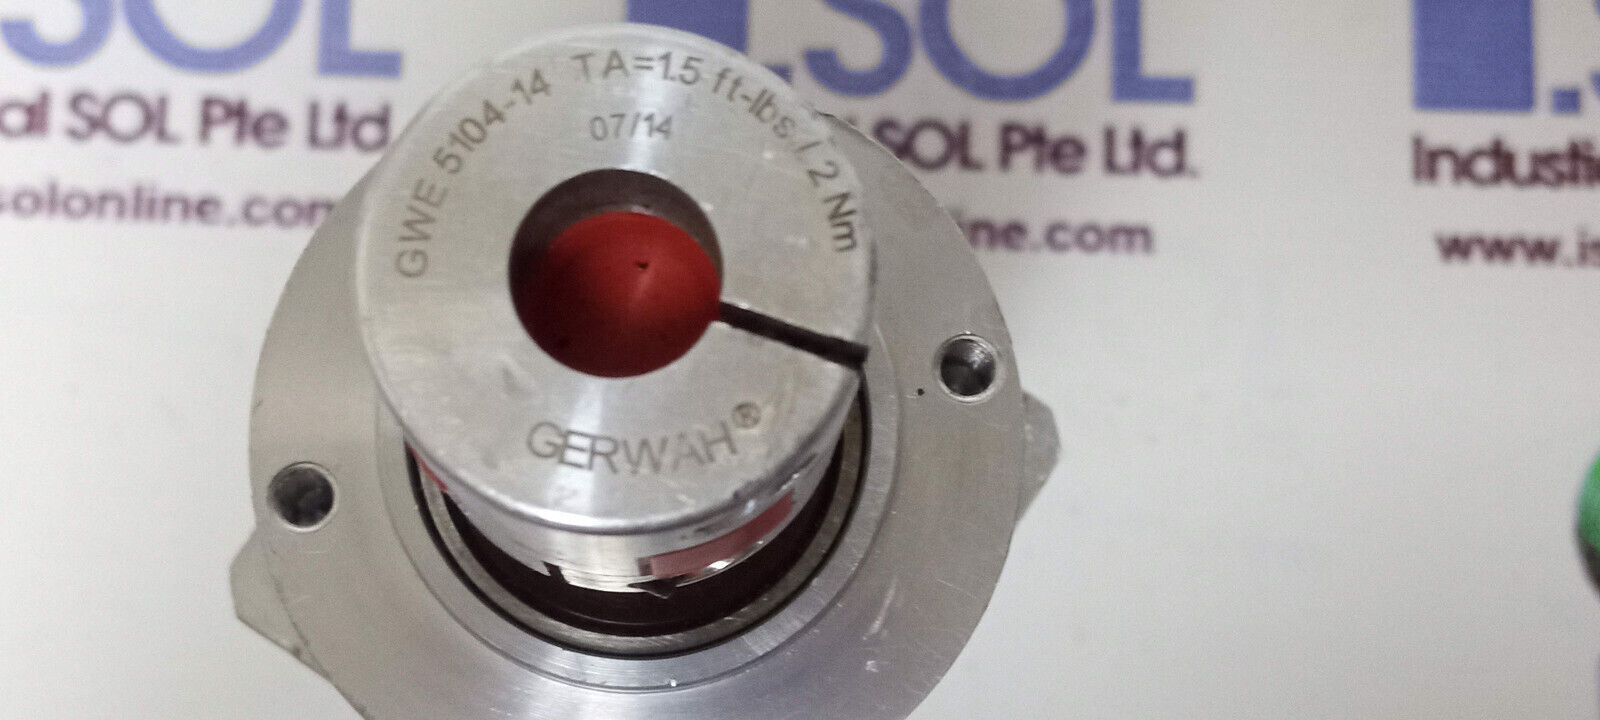 SOL
.SOL
.S
al SOL Pte Ltd
SOL Pte Ltd.
Industi
solonline.com
ne.com
www.is
GWE 5104-14 TA=1.5 ft-lbs / 2 Nm
07/14
GERWAH®